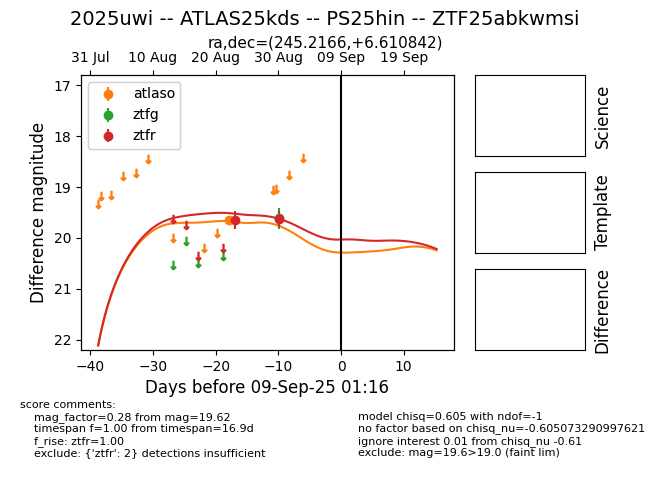 2025uwi -- ATLAS25kds -- PS25hin -- ZTF25abkwmsi
ra,dec=(245.2166,+6.610842)
31 Jul 10 Aug 20 Aug 30 Aug 09 Sep 19 Sep
17
18
19
20
21
22
Difference magnitude
atlaso
ztfg
ztfr
−40 −30 −20 −10 0 10
Days before 09-Sep-25 01:16
Science
Template
Difference
score comments:
mag_factor=0.28 from mag=19.62
timespan f=1.00 from timespan=16.9d
f_rise: ztfr=1.00
exclude: {'ztfr': 2} detections insufficient
model chisq=0.605 with ndof=-1
no factor based on chisq_nu=-0.605073290997621
ignore interest 0.01 from chisq_nu -0.61
exclude: mag=19.6>19.0 (faint lim)